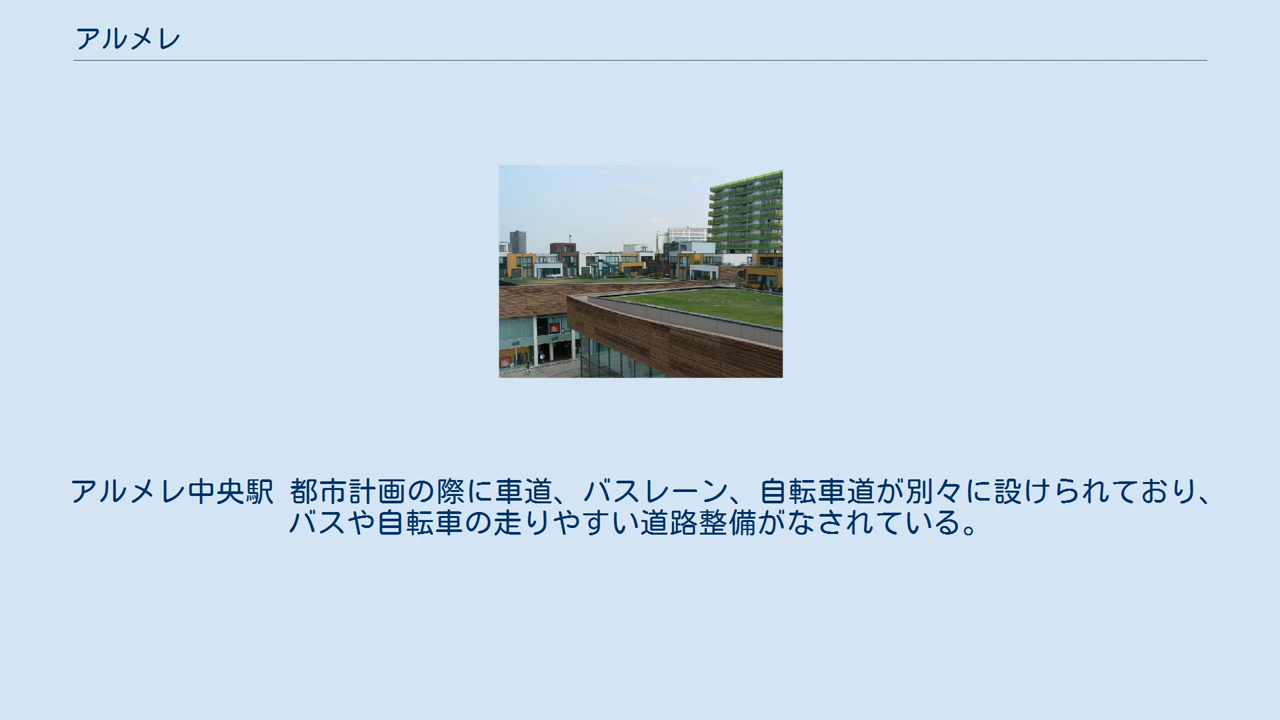 アルメレ
アルメレ中央駅 都市計画の際に車道、バスレーン、自転車道が別々に設けられており、
バスや自転車の走りやすい道路整備がなされている。